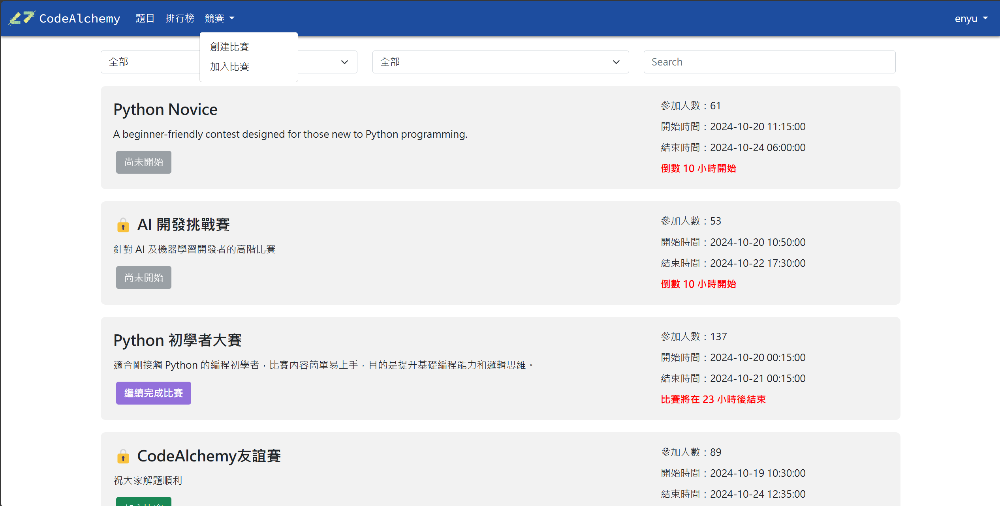 CodeAlchemy 題目 排行榜 競賽 enyu
創建比賽
加入比賽
全部 全部 Search
Python Novice
A beginner-friendly contest designed for those new to Python programming.
尚未開始
參加人數：61
開始時間：2024-10-20 11:15:00
結束時間：2024-10-24 06:00:00
倒數 10 小時開始
AI 開發挑戰賽
針對 AI 及機器學習開發者的高階比賽
尚未開始
參加人數：53
開始時間：2024-10-20 10:50:00
結束時間：2024-10-22 17:30:00
倒數 10 小時開始
Python 初學者大賽
適合剛接觸 Python 的編程初學者，比賽內容簡單易上手，目的是提升基礎編程能力和邏輯思維。
繼續完成比賽
參加人數：137
開始時間：2024-10-20 00:15:00
結束時間：2024-10-21 00:15:00
比賽將在 23 小時後結束
CodeAlchemy友誼賽
祝大家解題順利
參加人數：89
開始時間：2024-10-19 10:30:00
結束時間：2024-10-24 12:35:00